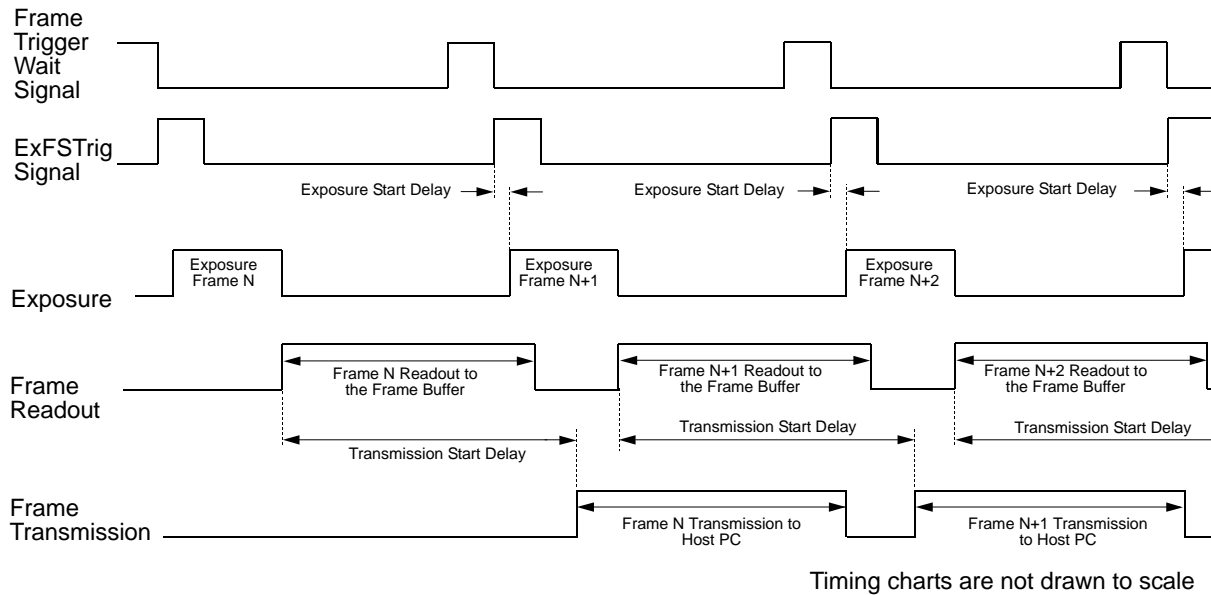 Frame
Trigger
Wait
Signal
ExFSTrig
Signal
Exposure Start Delay
Exposure Start Delay
Exposure Start Delay
Exposure
Exposure
Frame N
Exposure
Frame N+1
Exposure
Frame N+2
Frame
Readout
Frame N Readout to
the Frame Buffer
Frame N+1 Readout to
the Frame Buffer
Frame N+2 Readout to
the Frame Buffer
Transmission Start Delay
Transmission Start Delay
Transmission Start Delay
Frame
Transmission
Frame N Transmission to
Host PC
Frame N+1 Transmission
to Host PC
Timing charts are not drawn to scale